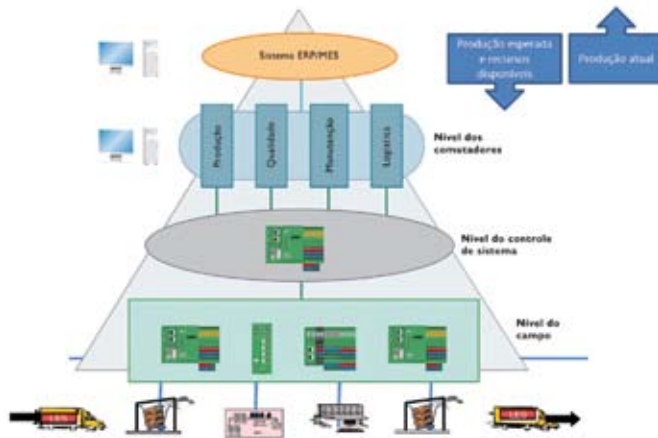 Sistema ERP/MES
Produção esperada
e recursos
disponíveis
Produção atual
Produção
Qualidade
Manutenção
Logística
Nível dos
comutadores
Nível do controle
de sistema
Nível do
campo